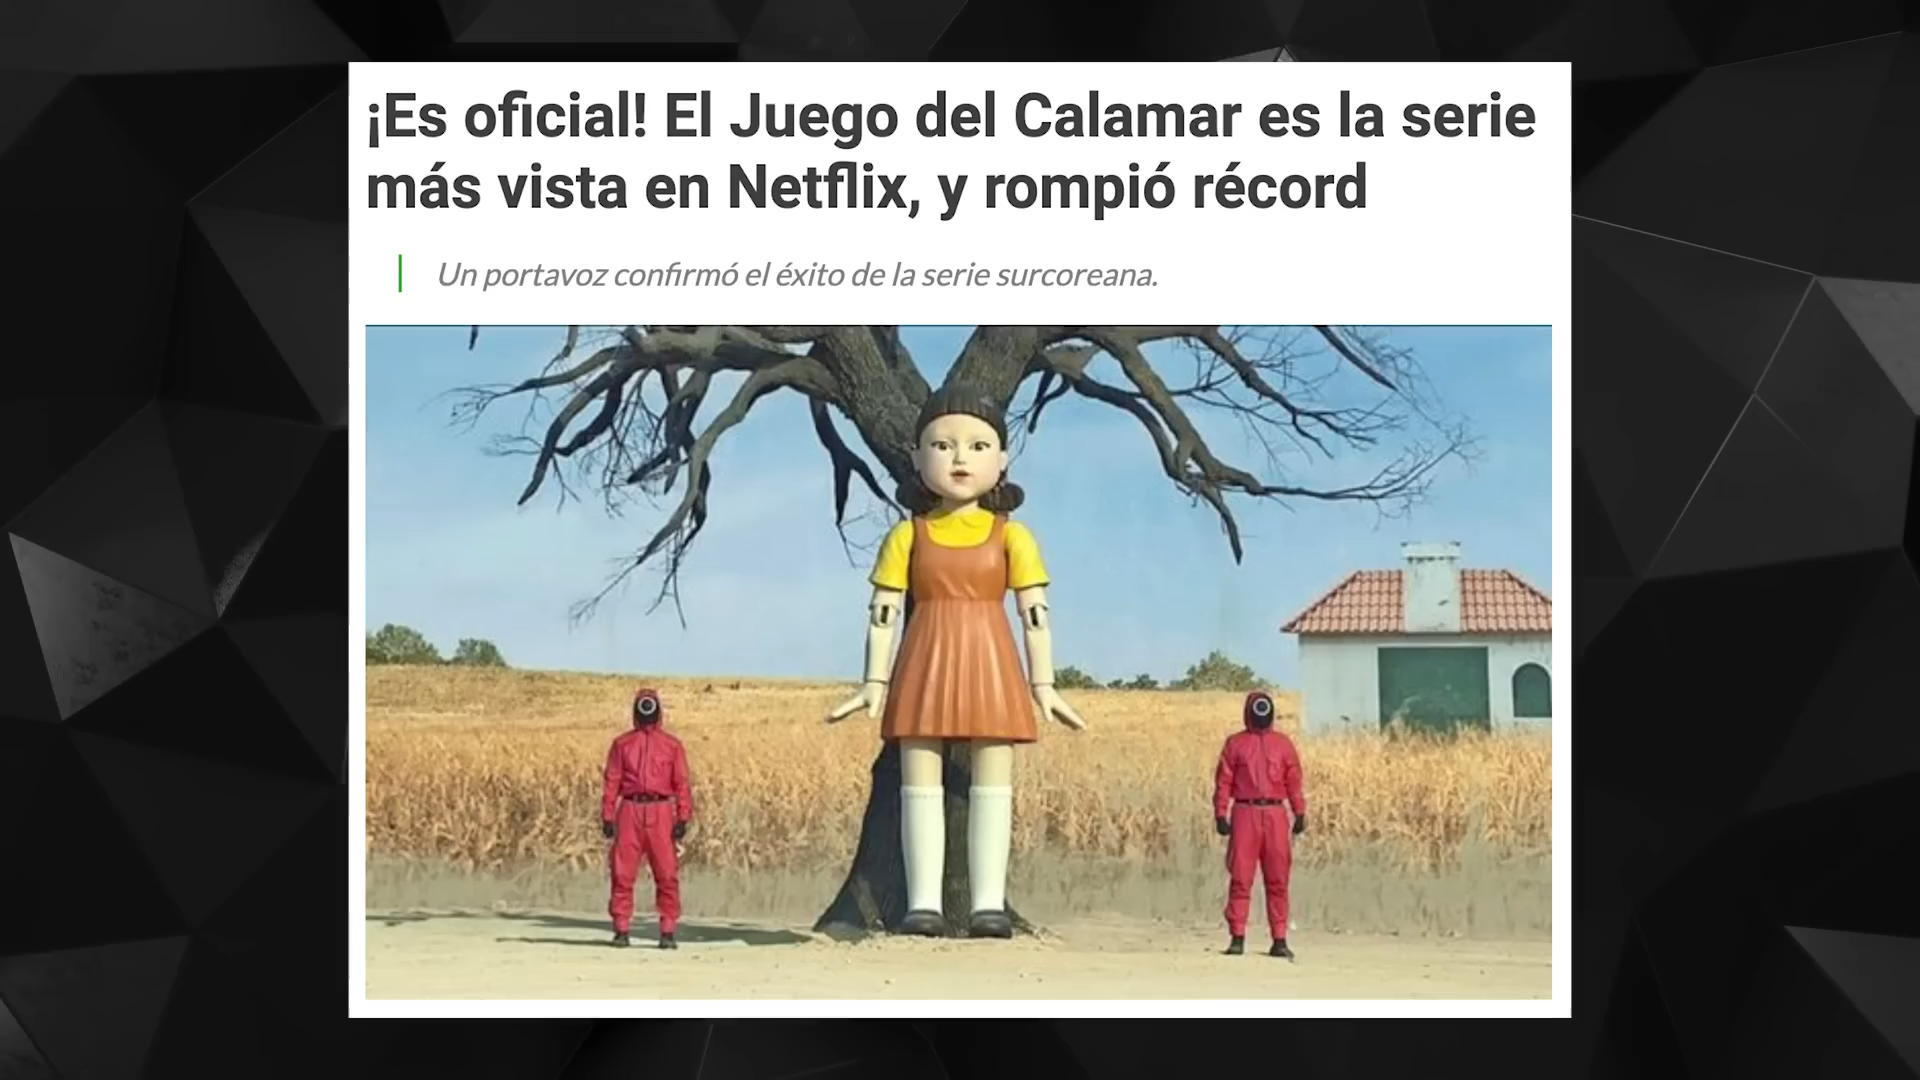 ¡Es oficial! El Juego del Calamar es la serie
más vista en Netflix, y rompió récord
Un portavoz confirmó el éxito de la serie surcoreana.